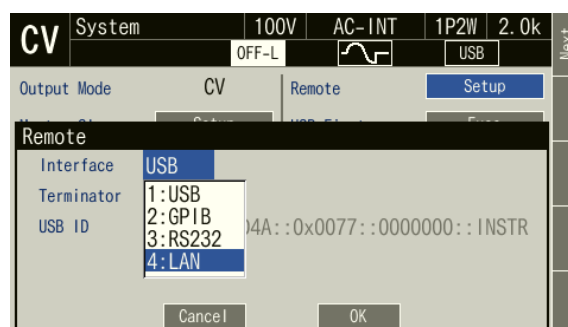 CV System 100V AC-INT 1P2W 2.0k
OFF-L USB
Next
Output Mode CV Remote Setup
Remote
Interface USB
Terminator
1:USB
2:GPIB
3:RS232
4:LAN
USB ID 04A::0x0077::0000000::INSTR
Cancel OK